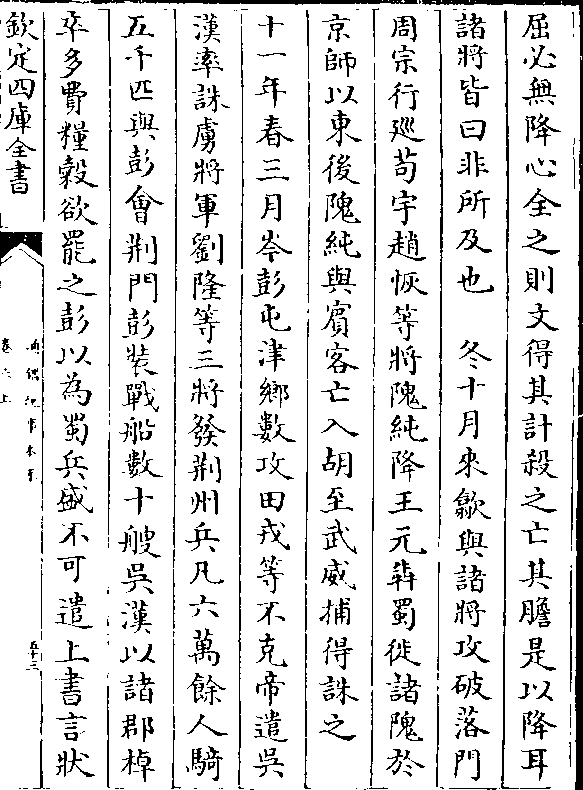 屈必無降心全之則文得其計殺之亡其膽是以降耳
諸將皆曰非所及也　冬十月來歙與諸將攻破落門
周宗行廵苟宇趙恢等將隗純降王元犇蜀徙諸隗於
京師以東後隗純與賓客亡入胡至武威捕得誅之
十一年春三月岑彭屯津鄉數攻田戎等不克帝遣吳
漢率誅虜將軍劉隆等三將發荆州兵凡六萬餘人騎
五千匹與彭會荆門彭裝戰船數十艘吳漢以諸郡棹
卒多費糧穀欲罷之彭以為蜀兵盛不可遣上書言狀
欽定四庫全書
通鑑紀事本末
卷六上
五十三